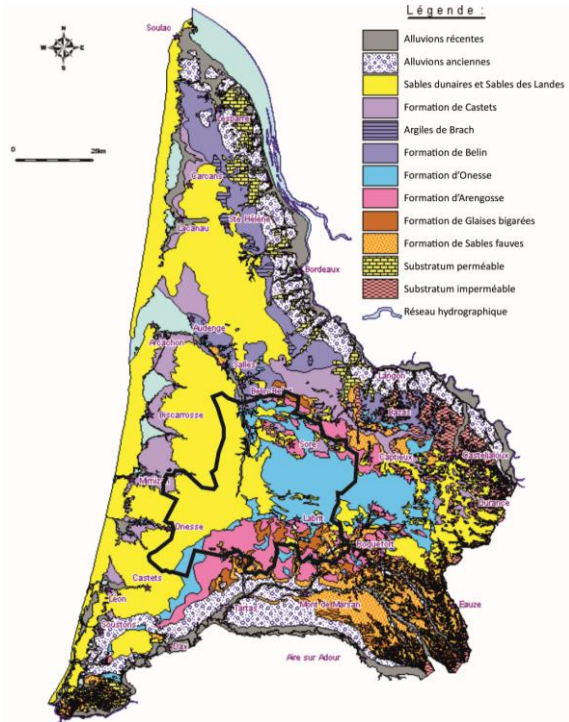 Légende :
Alluvions récentes
Alluvions anciennes
Sables dunaires et Sables des Landes
Formation de Castets
Argiles de Brach
Formation de Belin
Formation d'Onesse
Formation d'Arengosse
Formation de Glaises bigarées
Formation de Sables fauves
Substratum perméable
Substratum imperméable
Réseau hydrographique
N
W
E
S
0
25km
Soulac
Carcans
Sté Hélène
Lacanau
Bordeaux
Audenge
Arcachon
Salles
Langon
Bazas
Biscarrosse
Sore
Captieux
Casteljaloux
Durance
Onesse
Labrit
Roquefort
Castets
Léon
Tartas
Mont de Marsan
Eauze
Soustons
Dax
Aire sur Adour